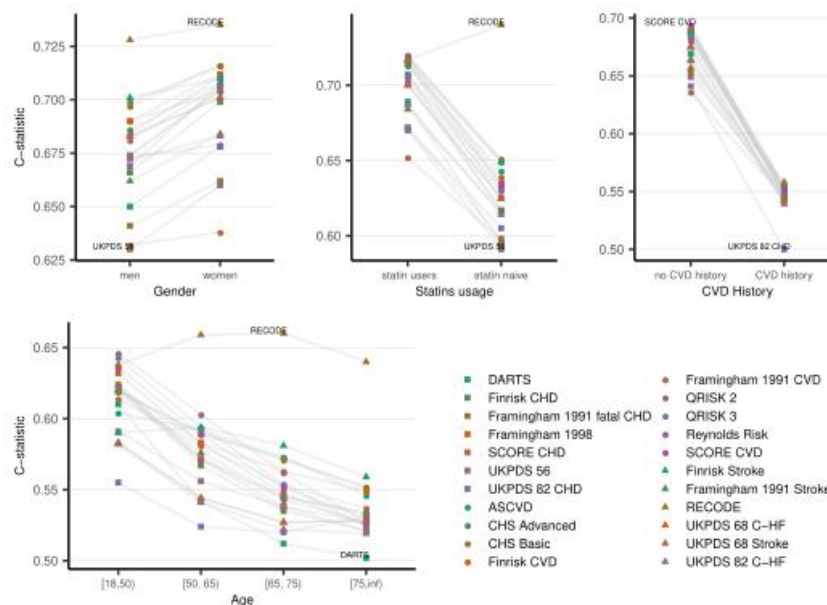 RECODE
0.725
0.700
0.675
0.650
0.625
C-statistic
UKPDS 56
men
women
Gender
RECODE
0.70
0.65
0.60
C-statistic
UKPDS 56
statin users
statin naive
Statins usage
SCORE CVD
0.70
0.65
0.60
0.55
0.50
C-statistic
UKPDS 82 CHD
no CVD history
CVD history
CVD History
RECODE
0.65
0.60
0.55
0.50
C-statistic
DARTS
[18,50)
[50, 65)
[65, 75)
[75,inf)
Age
DARTS
Finrisk CHD
Framingham 1991 fatal CHD
Framingham 1998
SCORE CHD
UKPDS 56
UKPDS 82 CHD
ASCVD
CHS Advanced
CHS Basic
Finrisk CVD
Framingham 1991 CVD
QRISK 2
QRISK 3
Reynolds Risk
SCORE CVD
Finrisk Stroke
Framingham 1991 Stroke
RECODE
UKPDS 68 C-HF
UKPDS 68 Stroke
UKPDS 82 C-HF